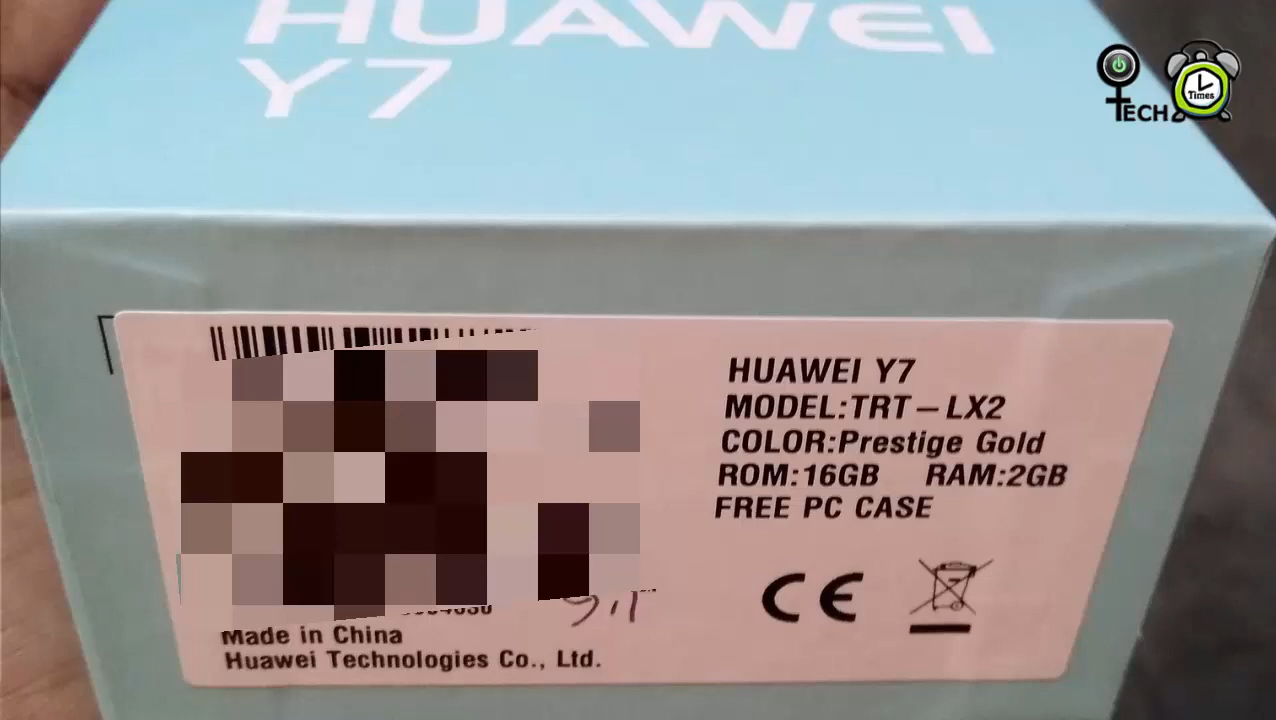 HUAWEI
Y7
TECH
Times
HUAWEI Y7
MODEL:TRT-LX2
COLOR:Prestige Gold
ROM:16GB RAM:2GB
FREE PC CASE
CE
Made in China
Huawei Technologies Co., Ltd.